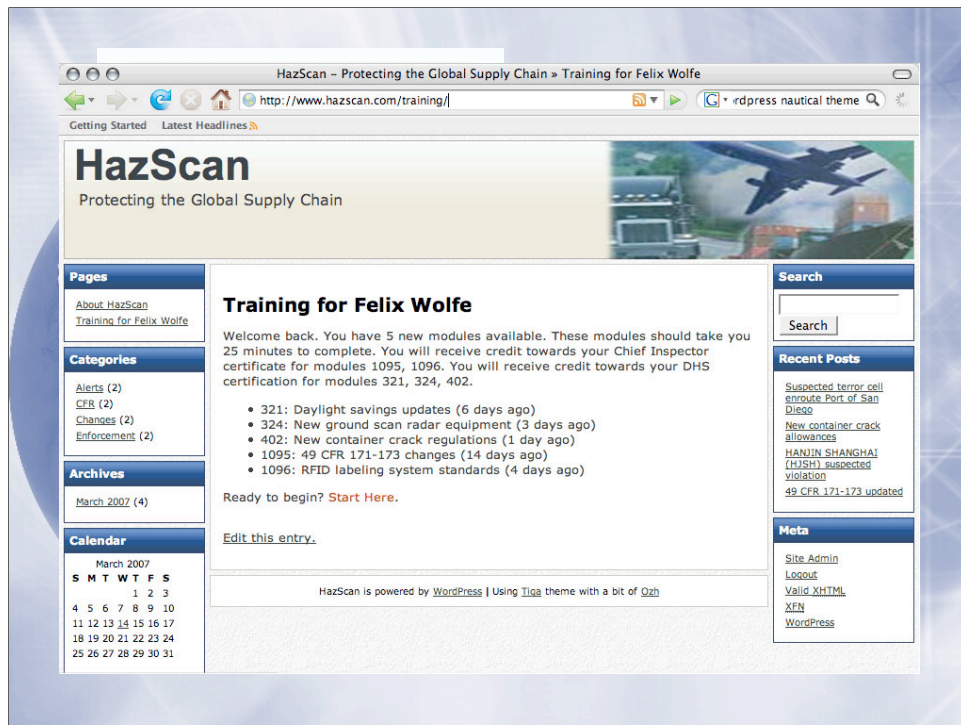 HazScan – Protecting the Global Supply Chain » Training for Felix Wolfe
http://www.hazscan.com/training/
rdpress nautical theme
Getting Started Latest Headlines
HazScan
Protecting the Global Supply Chain
Pages
About HazScan
Training for Felix Wolfe
Categories
Alerts (2)
CFR (2)
Changes (2)
Enforcement (2)
Archives
March 2007 (4)
Calendar
March 2007
S M T W T F S
1 2 3
4 5 6 7 8 9 10
11 12 13 14 15 16 17
18 19 20 21 22 23 24
25 26 27 28 29 30 31
Training for Felix Wolfe
Welcome back. You have 5 new modules available. These modules should take you
25 minutes to complete. You will receive credit towards your Chief Inspector
certificate for modules 1095, 1096. You will receive credit towards your DHS
certification for modules 321, 324, 402.
• 321: Daylight savings updates (6 days ago)
• 324: New ground scan radar equipment (3 days ago)
• 402: New container crack regulations (1 day ago)
• 1095: 49 CFR 171-173 changes (14 days ago)
• 1096: RFID labeling system standards (4 days ago)
Ready to begin? Start Here.
Edit this entry.
HazScan is powered by WordPress | Using Tiga theme with a bit of Ozh
Search
Search
Recent Posts
Suspected terror cell
enroute Port of San
Diego
New container crack
allowances
HANJIN SHANGHAI
(HJSH) suspected
violation
49 CFR 171-173 updated
Meta
Site Admin
Logout
Valid XHTML
XFN
WordPress